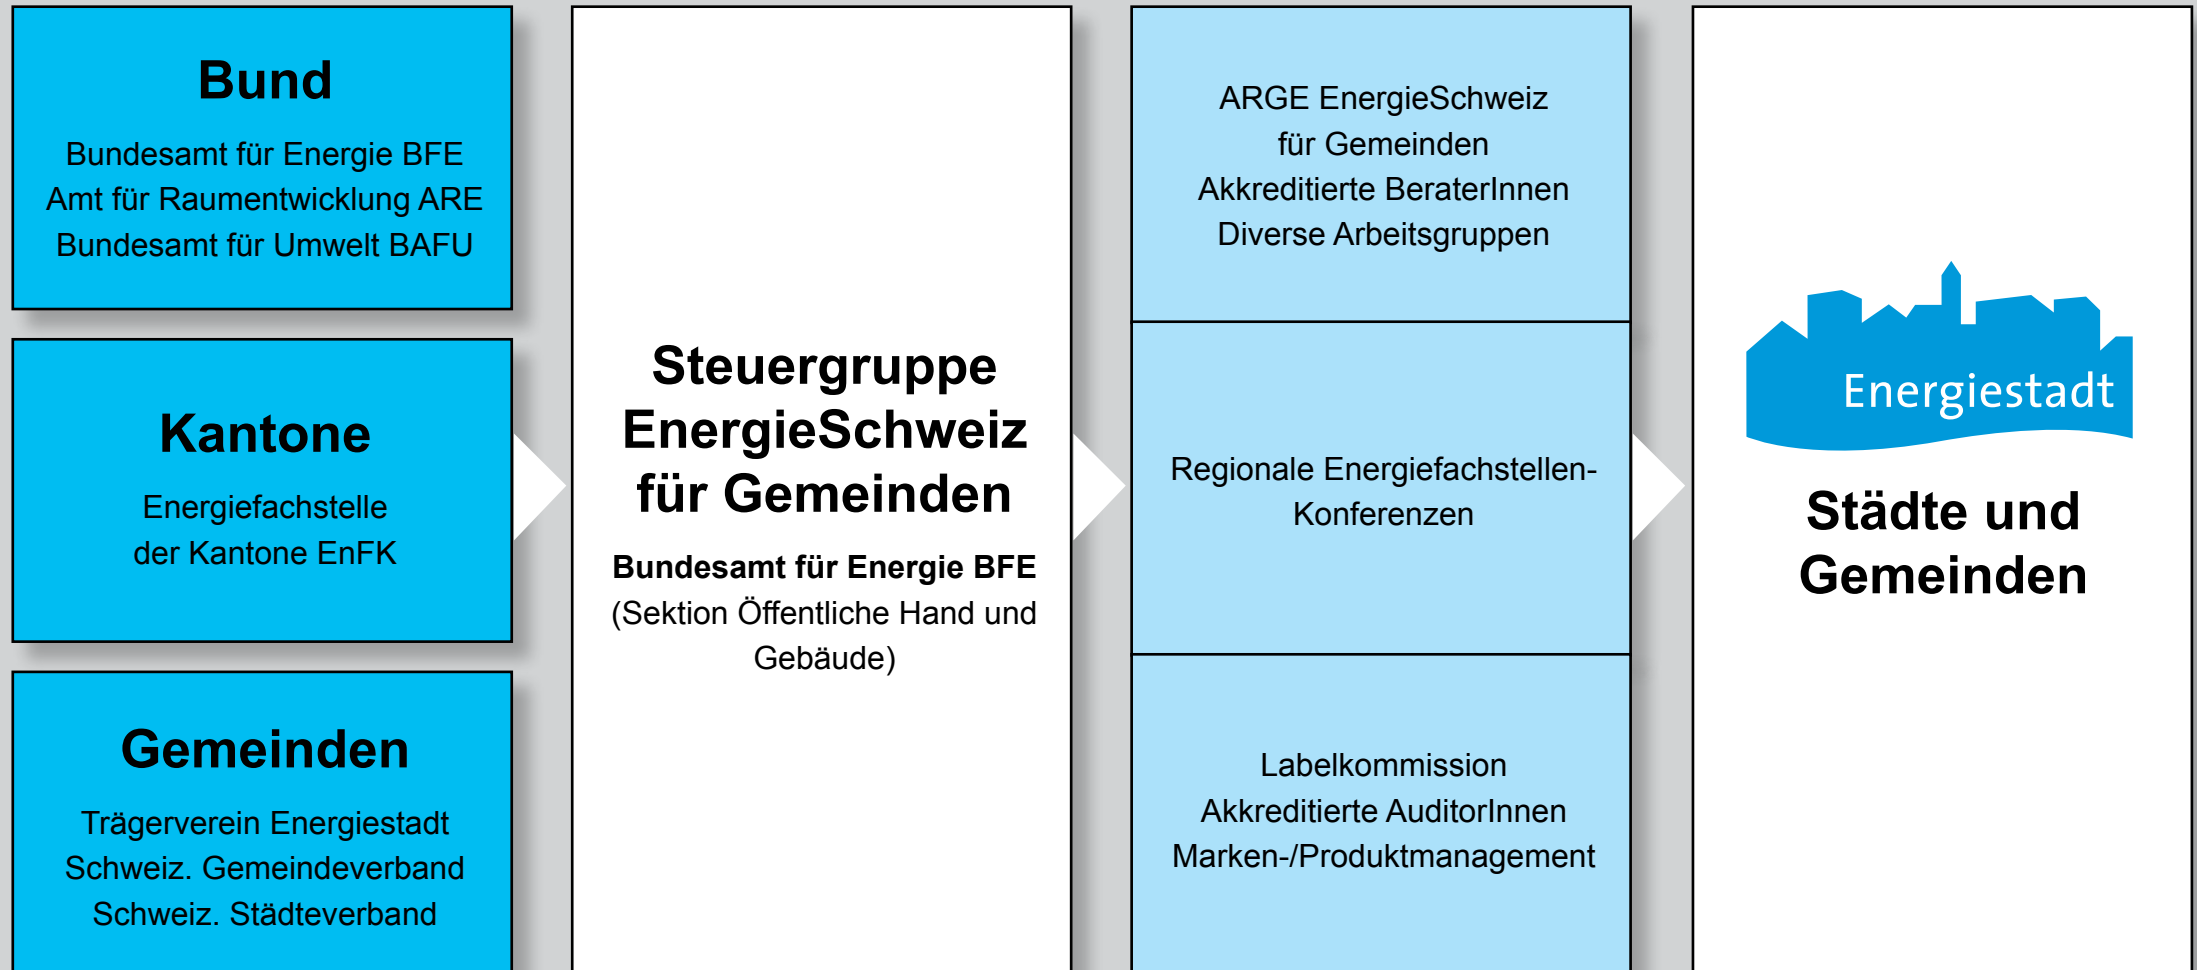 Bund
Bundesamt für Energie BFE
Amt für Raumentwicklung ARE
Bundesamt für Umwelt BAFU
Kantone
Energiefachstelle
der Kantone EnFK
Gemeinden
Trägerverein Energiestadt
Schweiz. Gemeindeverband
Schweiz. Städteverband
Steuergruppe
EnergieSchweiz
für Gemeinden
Bundesamt für Energie BFE
(Sektion Öffentliche Hand und
Gebäude)
ARGE EnergieSchweiz
für Gemeinden
Akkreditierte BeraterInnen
Diverse Arbeitsgruppen
Regionale Energiefachstellen-
Konferenzen
Labelkommission
Akkreditierte AuditorInnen
Marken-/Produktmanagement
Energiestadt
Städte und
Gemeinden